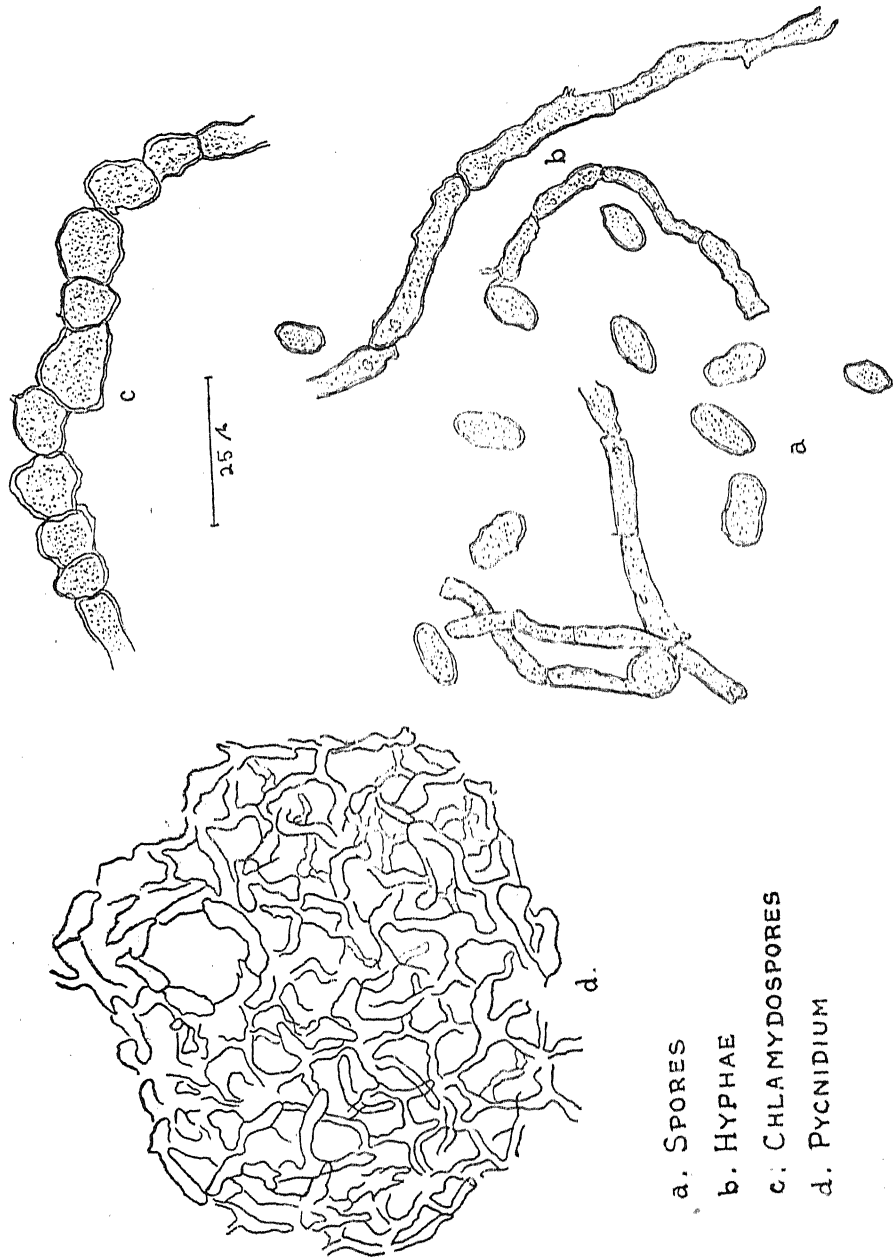 c
25 µ
b
a
d.
a. SPORES
b. HYPHAE
c. CHLAMYDOSPORES
d. PYCNIDIUM